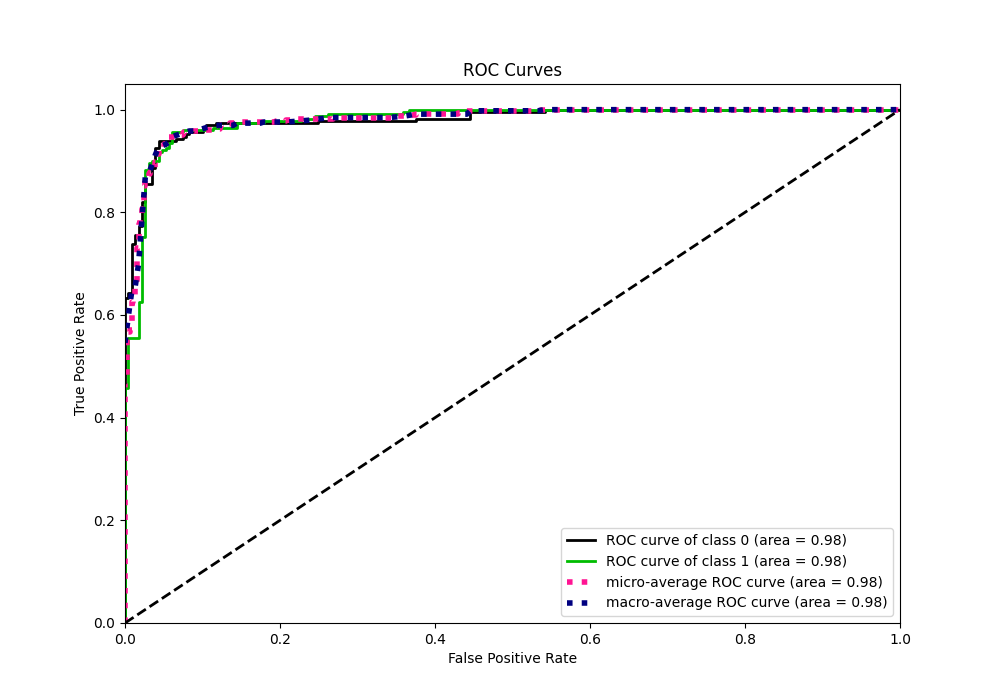 ROC Curves
True Positive Rate
1.0
0.8
0.6
0.4
0.2
0.0
0.0 0.2 0.4 0.6 0.8 1.0
False Positive Rate
ROC curve of class 0 (area = 0.98)
ROC curve of class 1 (area = 0.98)
micro-average ROC curve (area = 0.98)
macro-average ROC curve (area = 0.98)